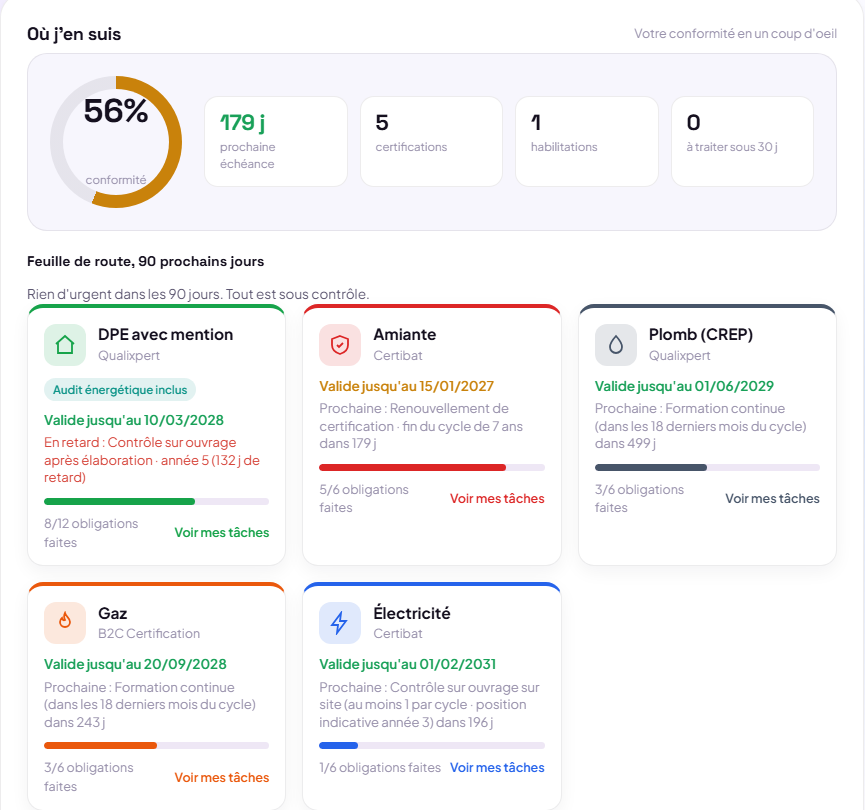 Où j'en suis
Votre conformité en un coup d'oeil
56%
conformité
179 j
prochaine
échéance
5
certifications
1
habilitations
0
à traiter sous 30 j
Feuille de route, 90 prochains jours
Rien d'urgent dans les 90 jours. Tout est sous contrôle.
DPE avec mention
Qualixpert
Audit énergétique inclus
Valide jusqu'au 10/03/2028
En retard : Contrôle sur ouvrage
après élaboration · année 5 (132 j de
retard)
8/12 obligations
faites
Voir mes tâches
Amiante
Certibat
Valide jusqu'au 15/01/2027
Prochaine : Renouvellement de
certification · fin du cycle de 7 ans
dans 179 j
5/6 obligations
faites
Voir mes tâches
Plomb (CREP)
Qualixpert
Valide jusqu'au 01/06/2029
Prochaine : Formation continue
(dans les 18 derniers mois du cycle)
dans 499 j
3/6 obligations
faites
Voir mes tâches
Gaz
B2C Certification
Valide jusqu'au 20/09/2028
Prochaine : Formation continue
(dans les 18 derniers mois du cycle)
dans 243 j
3/6 obligations
faites
Voir mes tâches
Électricité
Certibat
Valide jusqu'au 01/02/2031
Prochaine : Contrôle sur ouvrage sur
site (au moins 1 par cycle · position
indicative année 3) dans 196 j
1/6 obligations faites
Voir mes tâches